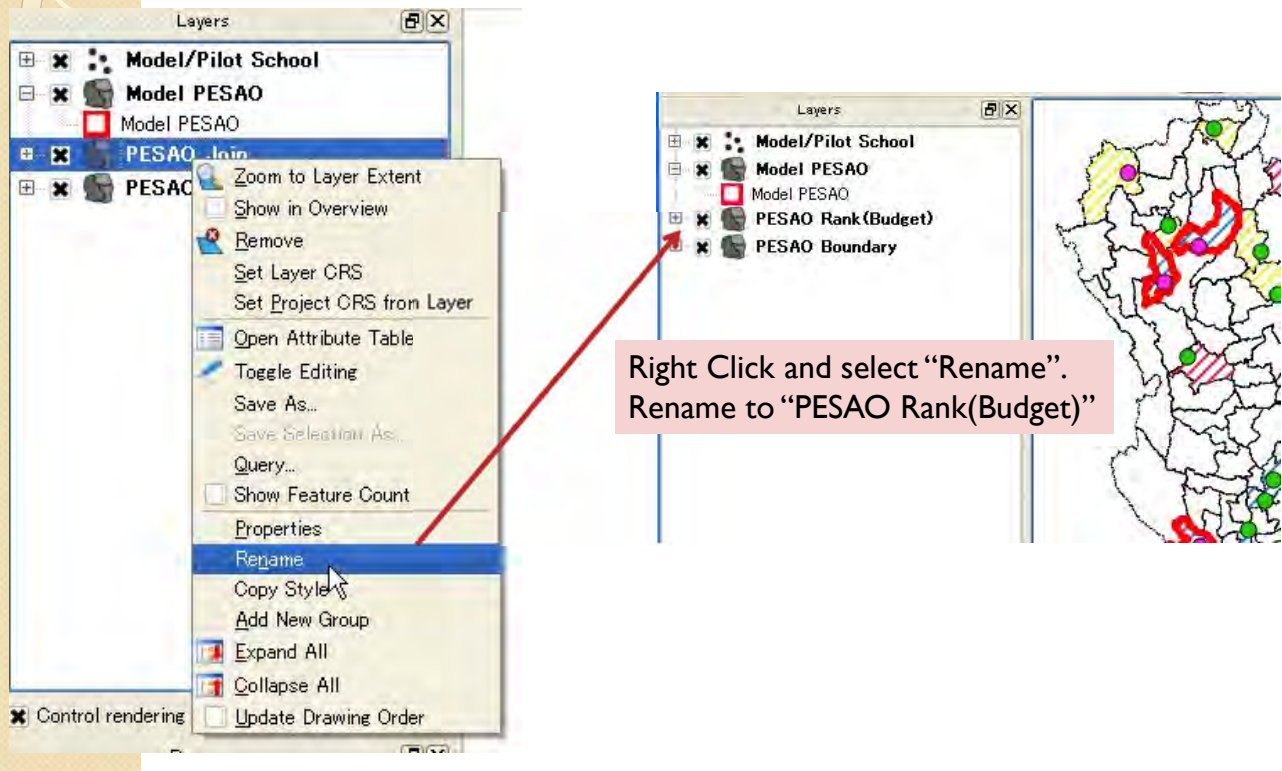 Layers
Model/Pilot School
Model PESAO
Model PESAO
PESAO Join
PESAO
Zoom to Layer Extent
Show in Overview
Remove
Set Layer CRS
Set Project CRS from Layer
Open Attribute Table
Toggle Editing
Save As...
Save Selection As...
Query...
Show Feature Count
Properties
Rename
Copy Style
Add New Group
Expand All
Collapse All
Update Drawing Order
Control rendering
Layers
Model/Pilot School
Model PESAO
Model PESAO
PESAO Rank(Budget)
PESAO Boundary
Right Click and select “Rename”.
Rename to “PESAO Rank(Budget)”